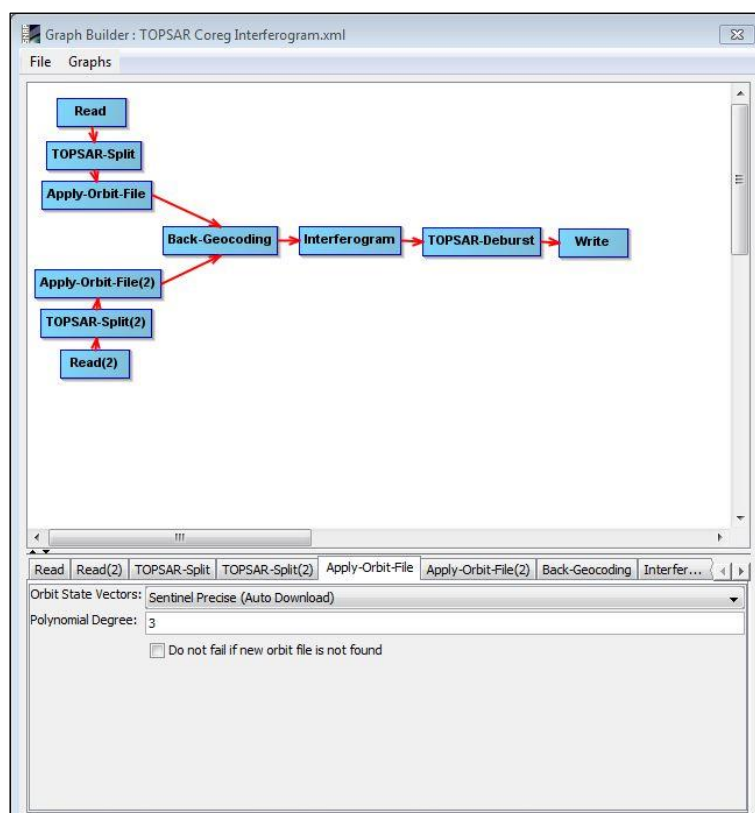 Graph Builder : TOPSAR Coreg Interferogram.xml
File Graphs
Read
TOPSAR-Split
Apply-Orbit-File
Back-Geocoding Interferogram TOPSAR-Deburst Write
Apply-Orbit-File(2)
TOPSAR-Split(2)
Read(2)
Read Read(2) TOPSAR-Split TOPSAR-Split(2) Apply-Orbit-File Apply-Orbit-File(2) Back-Geocoding Interfer...
Orbit State Vectors: Sentinel Precise (Auto Download)
Polynomial Degree: 3
Do not fail if new orbit file is not found